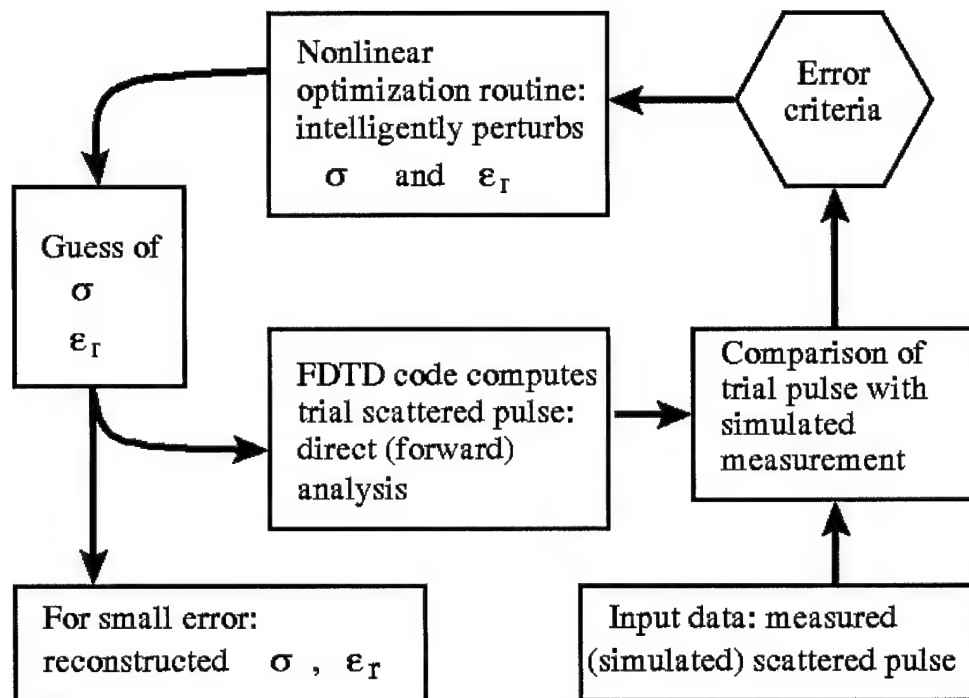 Nonlinear
optimization routine:
intelligently perturbs
σ and εr
Error
criteria
Guess of
σ
εr
FDTD code computes
trial scattered pulse:
direct (forward)
analysis
Comparison of
trial pulse with
simulated
measurement
For small error:
reconstructed σ , εr
Input data: measured
(simulated) scattered pulse